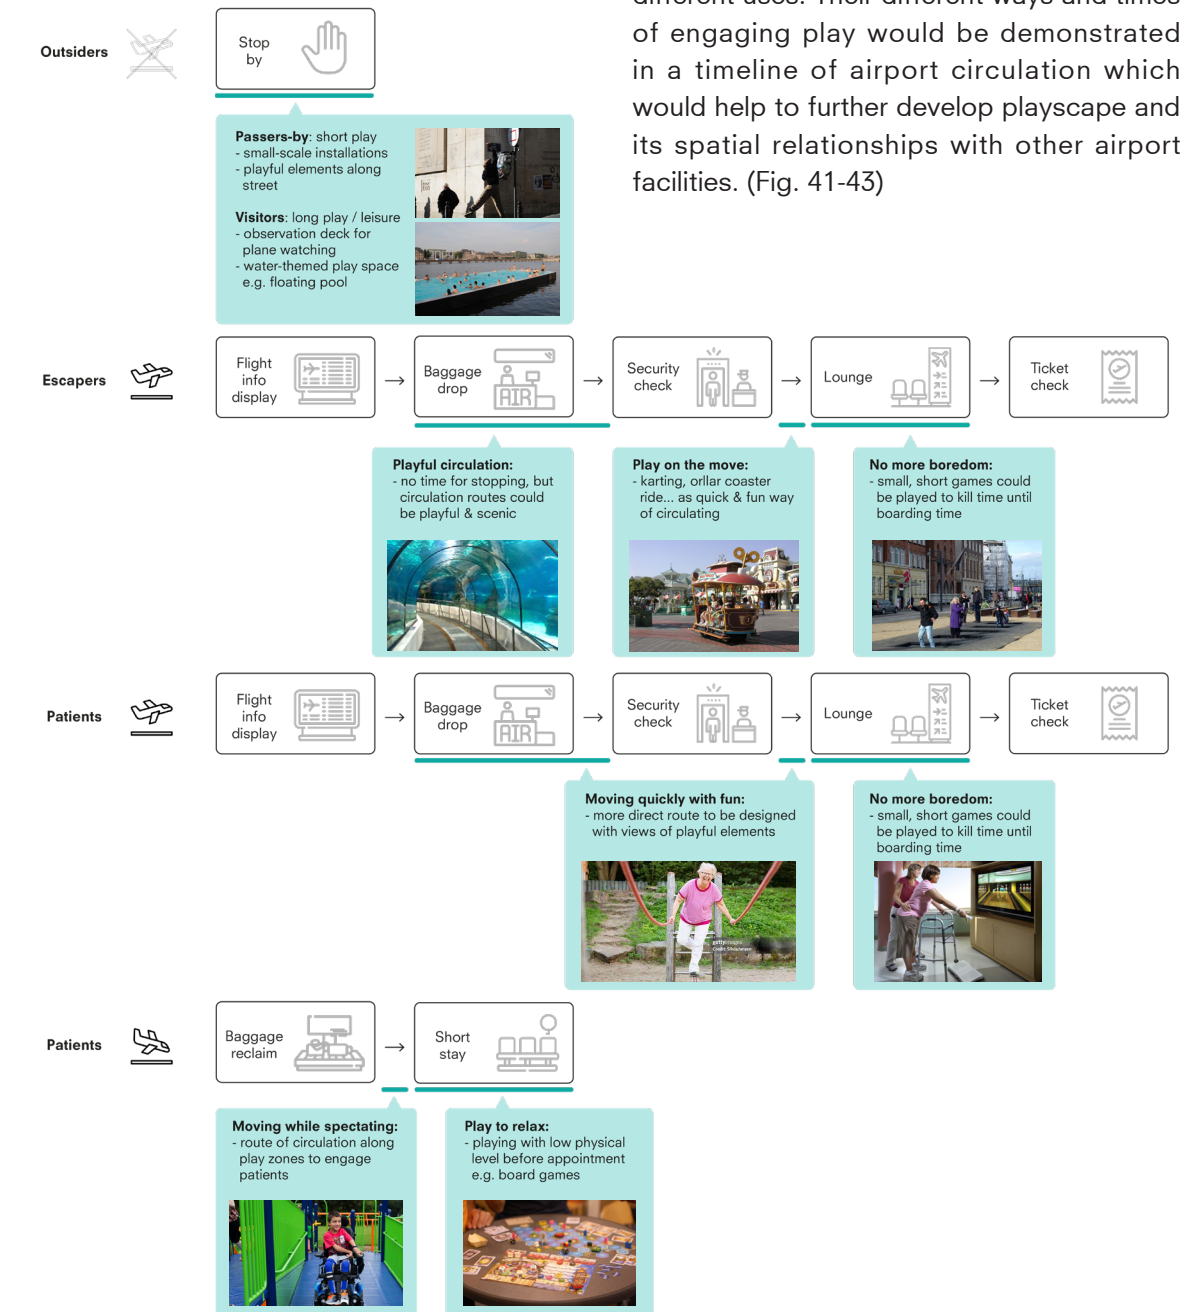 different uses. Their different ways and times
of engaging play would be demonstrated
in a timeline of airport circulation which
would help to further develop playscape and
its spatial relationships with other airport
facilities. (Fig. 41-43)
Outsiders
Stop
by
Passers-by: short play
- small-scale installations
- playful elements along
street
Visitors: long play / leisure
- observation deck for
plane watching
- water-themed play space
e.g. floating pool
Escapers
Flight
info
display
Baggage
drop
AIR
Security
check
Lounge
Ticket
check
Playful circulation:
- no time for stopping, but
circulation routes could
be playful & scenic
Play on the move:
- karting, orllar coaster
ride... as quick & fun way
of circulating
No more boredom:
- small, short games could
be played to kill time until
boarding time
Patients
Flight
info
display
Baggage
drop
AIR
Security
check
Lounge
Ticket
check
Moving quickly with fun:
- more direct route to be designed
with views of playful elements
gettyimages
No more boredom:
- small, short games could
be played to kill time until
boarding time
Patients
Baggage
reclaim
Short
stay
Moving while spectating:
- route of circulation along
play zones to engage
patients
Play to relax:
- playing with low physical
level before appointment
e.g. board games